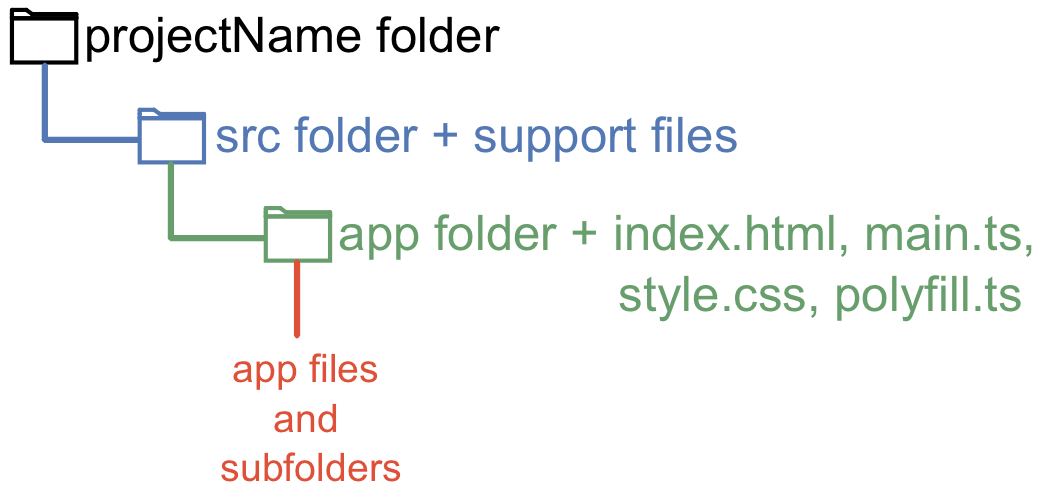 projectName folder
src folder + support files
app folder + index.html, main.ts,
style.css, polyfill.ts
app files
and
subfolders